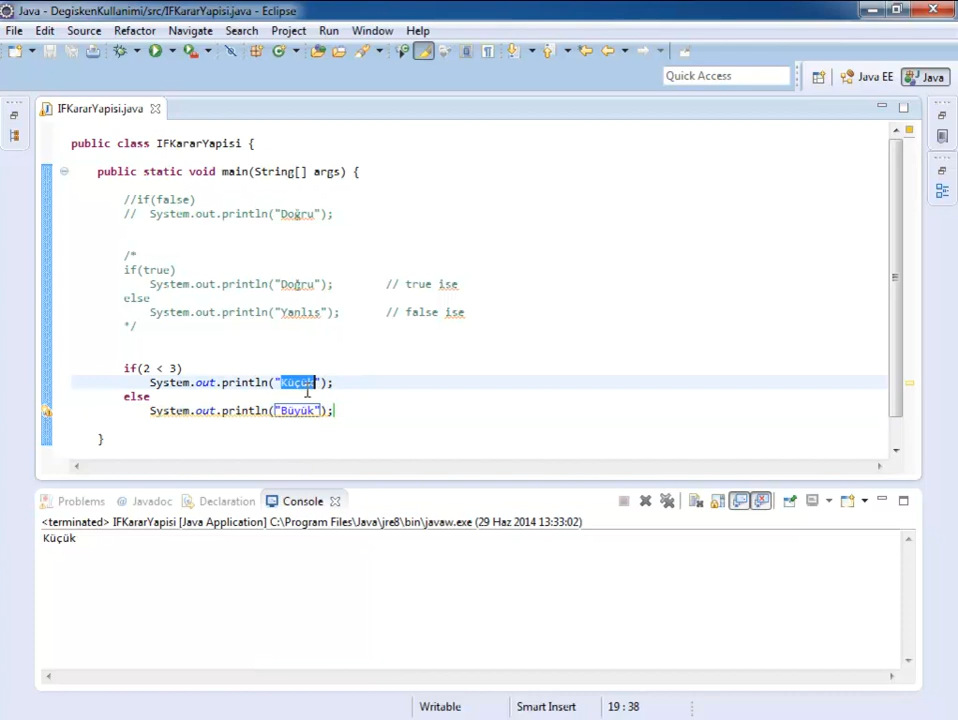 Java - DegiskenKullanimi/src/IFKararYapisi.java - Eclipse
File Edit Source Refactor Navigate Search Project Run Window Help
Quick Access Java EE Java
IFKararYapisi.java
public class IFKararYapisi {
public static void main(String[] args) {
//if(false)
// System.out.println("Doğru");
/*
if(true)
System.out.println("Doğru"); // true ise
else
System.out.println("Yanlış"); // false ise
*/
if(2 < 3)
System.out.println("Küçük");
else
System.out.println("Büyük");
}
Problems @ Javadoc Declaration Console
<terminated> IFKararYapisi [Java Application] C:\Program Files\Java\jre8\bin\javaw.exe (29 Haz 2014 13:33:02)
Küçük
Writable Smart Insert 19 : 38